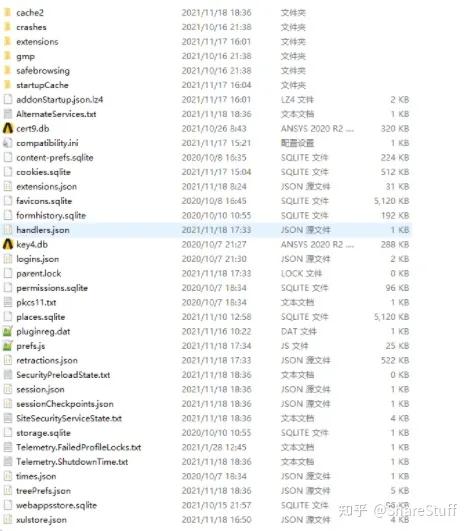 cache2 2021/11/18 18:36 文件夹
crashes 2021/10/16 21:38 文件夹
extensions 2021/11/17 16:01 文件夹
gmp 2021/10/16 21:38 文件夹
safebrowsing 2021/10/16 21:38 文件夹
startupCache 2021/11/17 16:04 文件夹
addonStartup.json.lz4 2021/11/17 16:01 LZ4 文件 2 KB
AlternateServices.txt 2021/11/18 18:36 文本文档 1 KB
cert9.db 2021/10/26 8:43 ANSYS 2020 R2 ... 320 KB
compatibility.ini 2021/11/17 15:21 配置设置 1 KB
content-prefs.sqlite 2020/10/8 16:35 SQLITE 文件 224 KB
cookies.sqlite 2021/11/17 15:04 SQLITE 文件 512 KB
extensions.json 2021/11/18 8:24 JSON 源文件 31 KB
favicons.sqlite 2020/10/8 16:45 SQLITE 文件 5,120 KB
formhistory.sqlite 2020/10/10 10:55 SQLITE 文件 192 KB
handlers.json 2021/11/18 17:33 JSON 源文件 1 KB
key4.db 2020/10/7 21:27 ANSYS 2020 R2 ... 288 KB
logins.json 2020/10/7 21:30 JSON 源文件 2 KB
parent.lock 2021/11/18 17:33 LOCK 文件 0 KB
permissions.sqlite 2020/10/7 18:34 SQLITE 文件 96 KB
pkcs11.txt 2020/10/7 18:34 文本文档 1 KB
places.sqlite 2021/11/10 12:58 SQLITE 文件 5,120 KB
pluginreg.dat 2021/11/16 10:22 DAT 文件 1 KB
prefs.js 2021/11/18 17:34 JS 文件 25 KB
retractions.json 2021/11/18 17:33 JSON 源文件 522 KB
SecurityPreloadState.txt 2021/11/18 18:36 文本文档 0 KB
session.json 2021/11/18 18:36 JSON 源文件 1 KB
sessionCheckpoints.json 2021/11/18 17:33 JSON 源文件 1 KB
SiteSecurityServiceState.txt 2021/11/18 18:36 文本文档 4 KB
storage.sqlite 2020/10/10 10:55 SQLITE 文件 1 KB
Telemetry.FailedProfileLocks.txt 2021/1/28 12:45 文本文档 1 KB
Telemetry.ShutdownTime.txt 2021/11/18 18:36 文本文档 1 KB
times.json 2020/10/7 18:34 JSON 源文件 1 KB
treePrefs.json 2021/11/18 17:36 JSON 源文件 5 KB
webappsstore.sqlite 2020/10/15 21:57 SQLITE 文件
xulstore.json 2021/11/18 16:50 JSON 源文件 4 KB
知乎 @ShareStuff